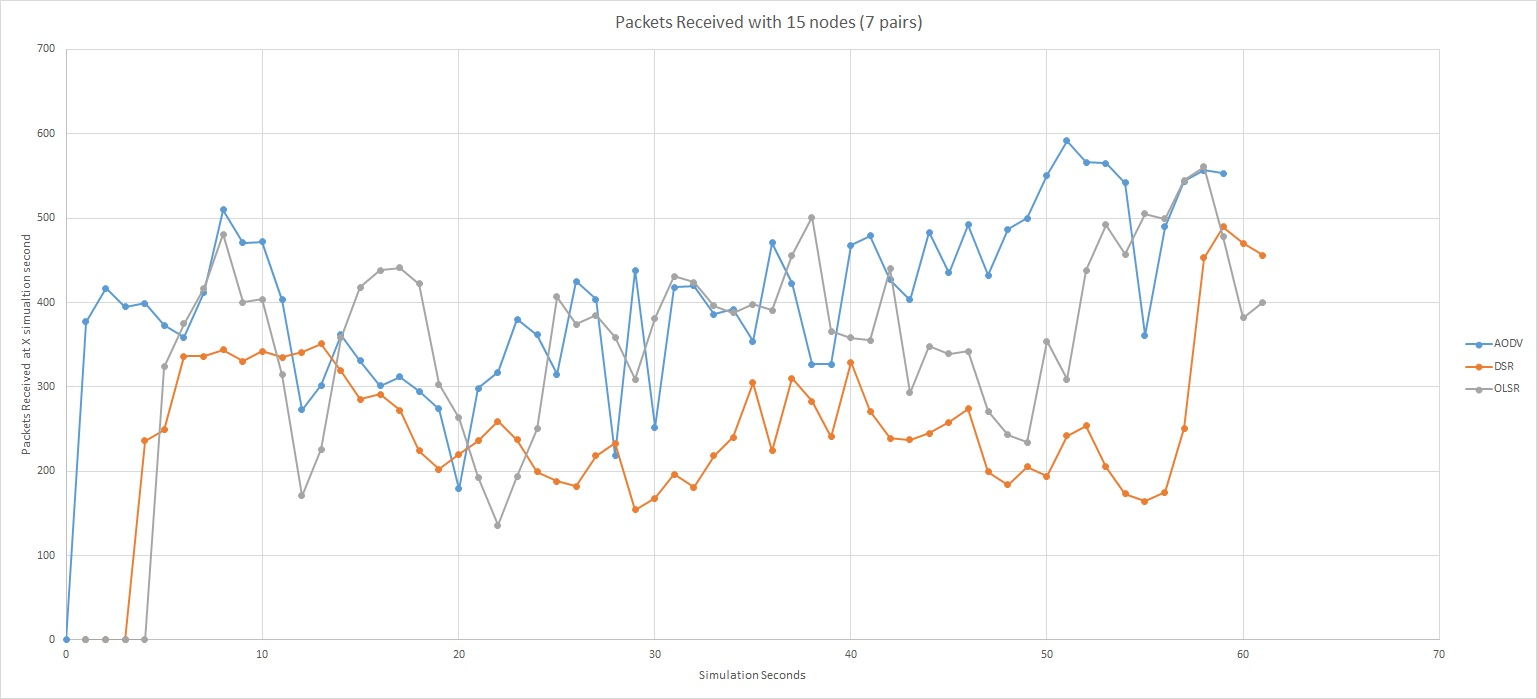 Packets Received with 15 nodes (7 pairs)
700
600
500
400
300
200
100
0
Packets Received at X simualtion second
0 10 20 30 40 50 60 70
Simulation Seconds
AODV
DSR
OLSR